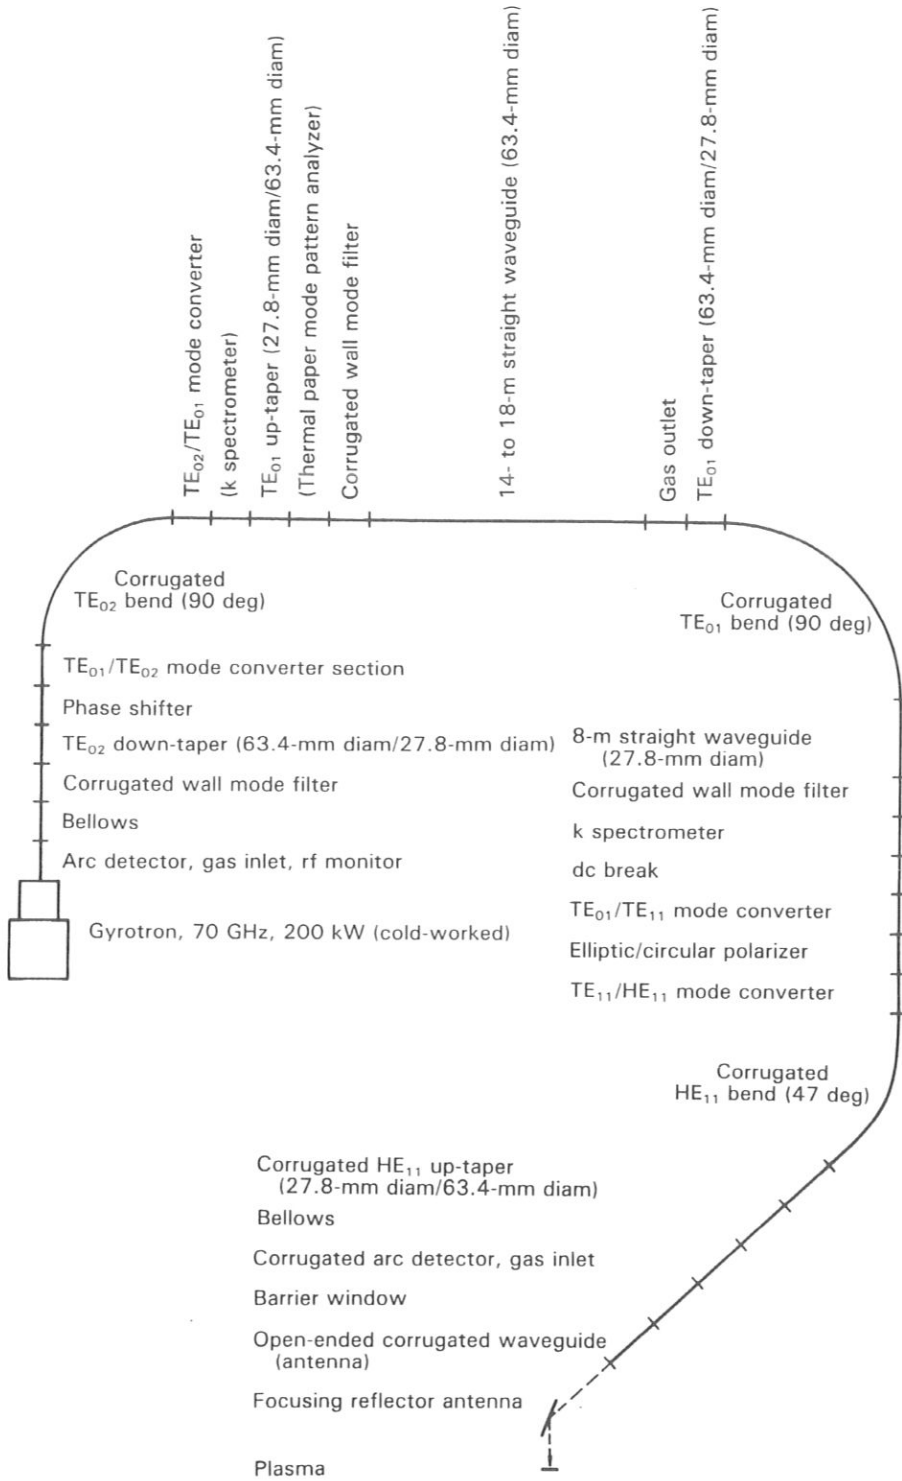 TE₀₂/TE₀₁ mode converter
(k spectrometer)
TE₀₁ up-taper (27.8-mm diam/63.4-mm diam)
(Thermal paper mode pattern analyzer)
Corrugated wall mode filter
14- to 18-m straight waveguide (63.4-mm diam)
Gas outlet
TE₀₁ down-taper (63.4-mm diam/27.8-mm diam)
Corrugated
TE₀₂ bend (90 deg)
TE₀₁/TE₀₂ mode converter section
Phase shifter
TE₀₂ down-taper (63.4-mm diam/27.8-mm diam)
Corrugated wall mode filter
Bellows
Arc detector, gas inlet, rf monitor
Gyrotron, 70 GHz, 200 kW (cold-worked)
Corrugated
TE₀₁ bend (90 deg)
8-m straight waveguide
(27.8-mm diam)
Corrugated wall mode filter
k spectrometer
dc break
TE₀₁/TE₁₁ mode converter
Elliptic/circular polarizer
TE₁₁/HE₁₁ mode converter
Corrugated
HE₁₁ bend (47 deg)
Corrugated HE₁₁ up-taper
(27.8-mm diam/63.4-mm diam)
Bellows
Corrugated arc detector, gas inlet
Barrier window
Open-ended corrugated waveguide
(antenna)
Focusing reflector antenna
Plasma